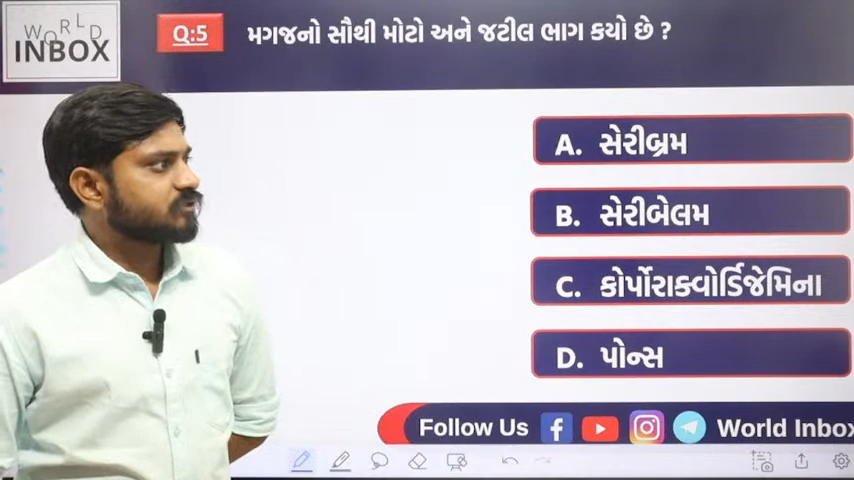 WORLD
INBOX
Q:5 મગજનો સૌથી મોટો અને જટીલ ભાગ કયો છે ?
A. સેરીબ્રમ
B. સેરીબેલમ
C. કોર્પોરાક્વોર્ડિજેમિના
D. પોન્સ
Follow Us World Inbox